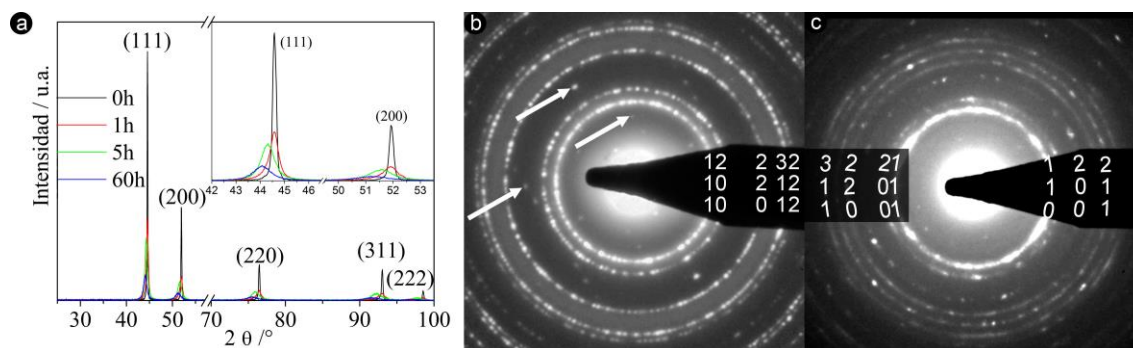 a
(111)
0h
1h
5h
60h
Intensidad / u.a.
(200)
(220)
(311)
(222)
30
40
50
70
80
90
100
2 θ /°
(111)
(200)
42
43
44
45
46
50
51
52
53
b
12 2 32
10 2 12
10 0 12
3 2 21
1 2 01
1 0 01
c
1 2 2
1 0 1
0 0 1